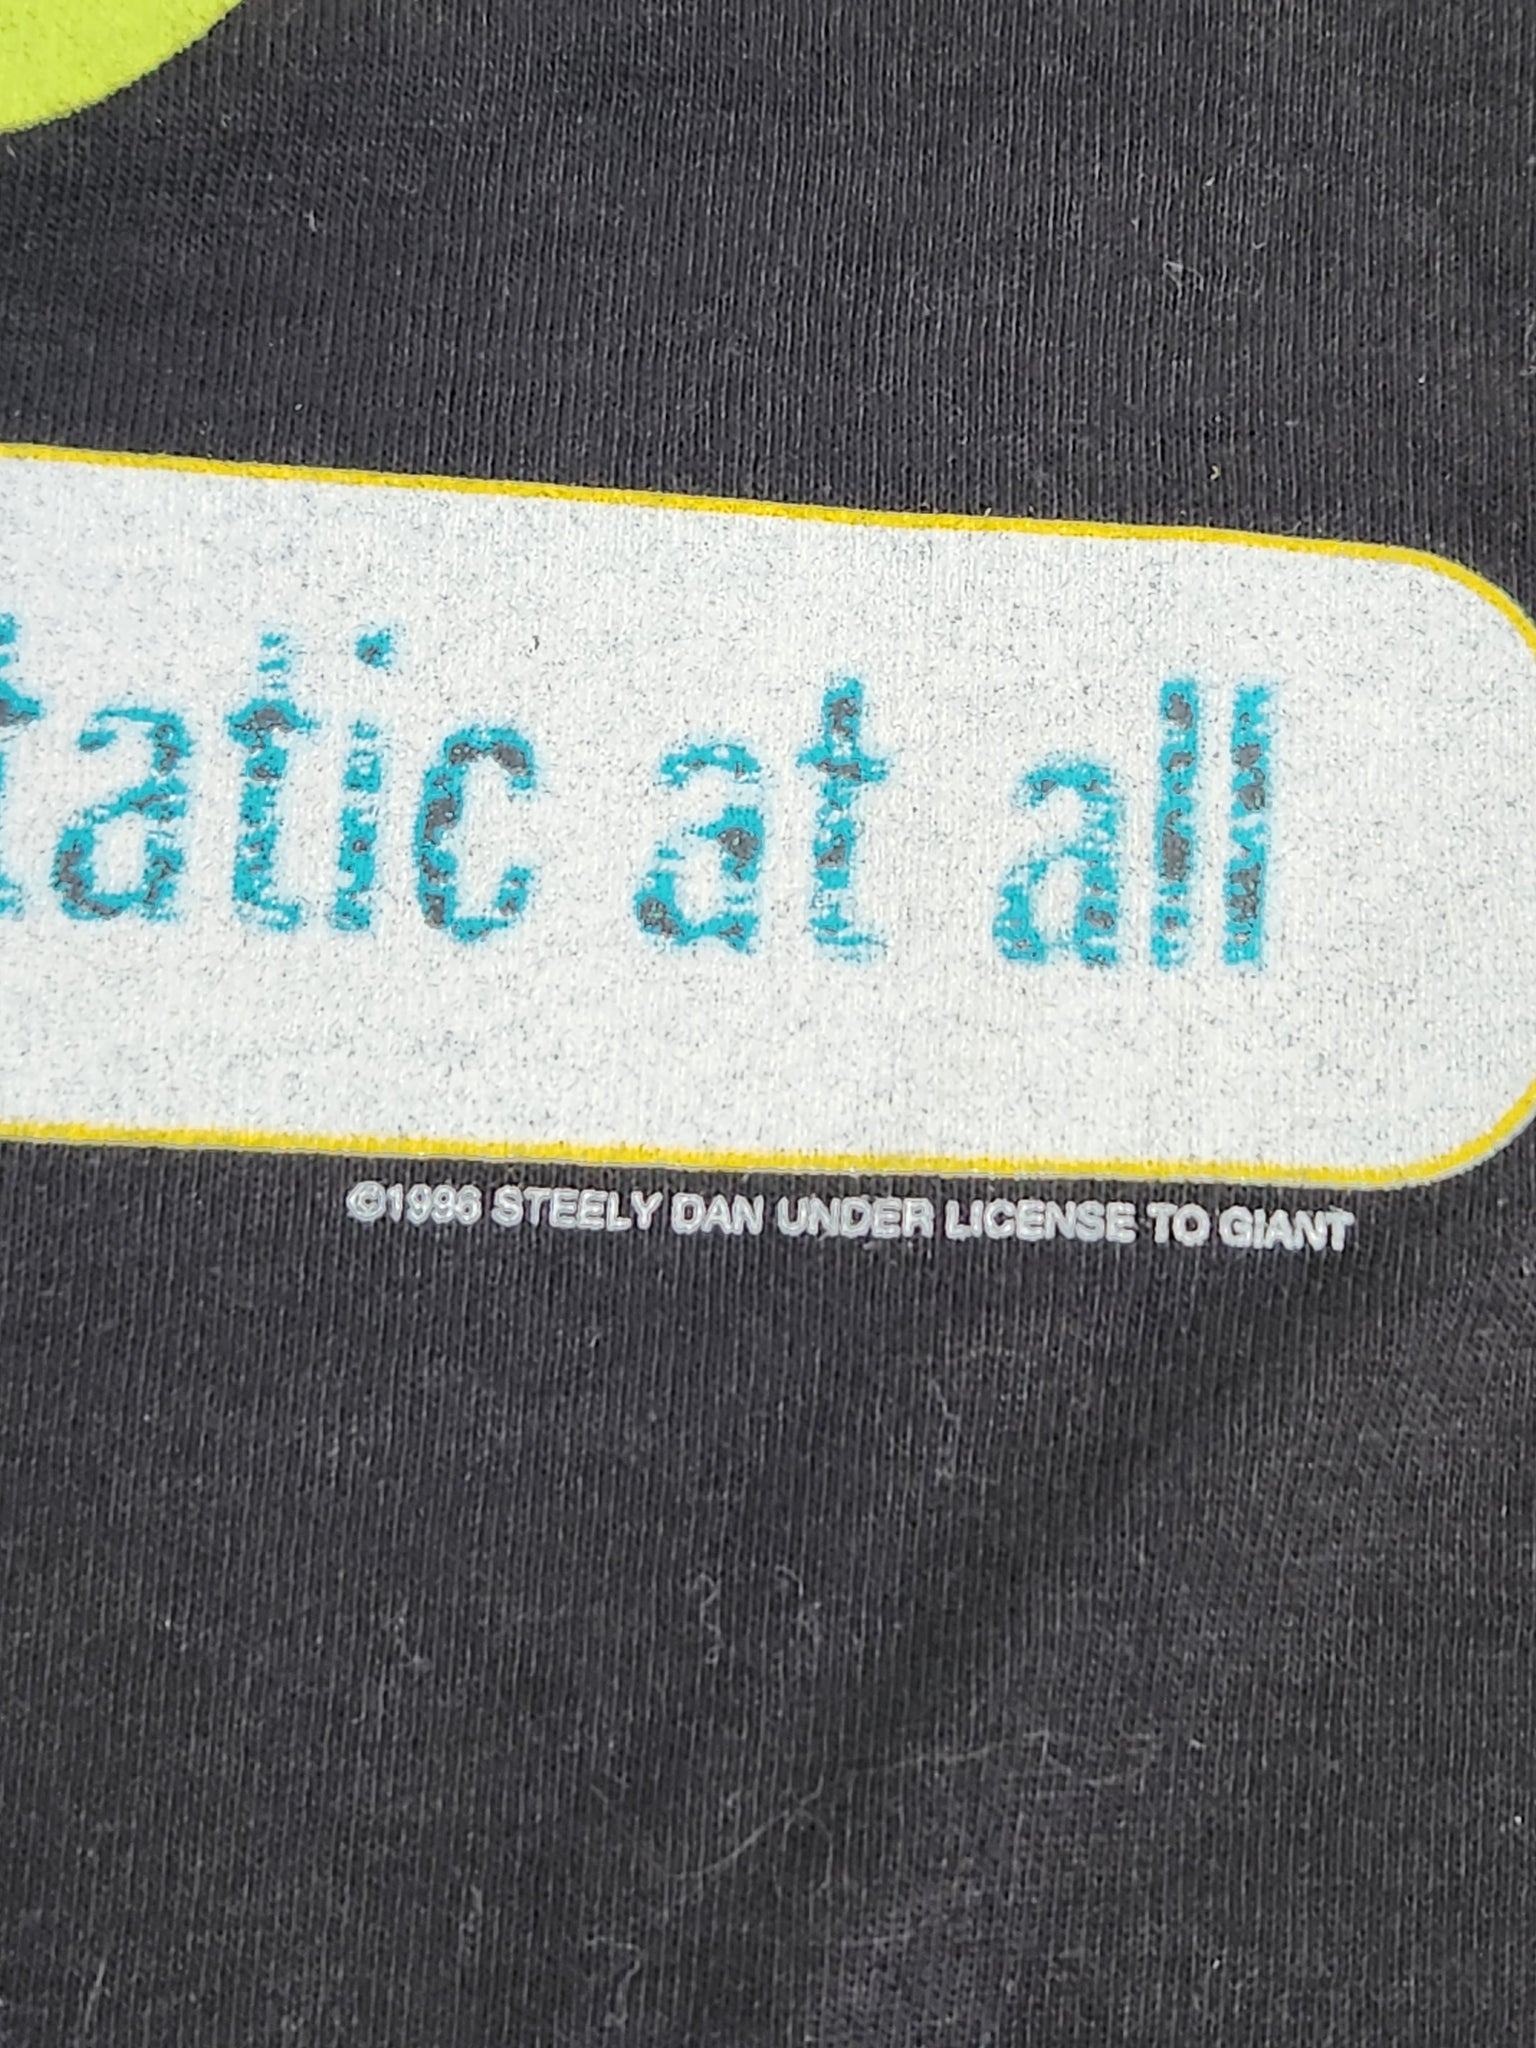 tatic at all
©1996 STEELY DAN UNDER LICENSE TO GIANT